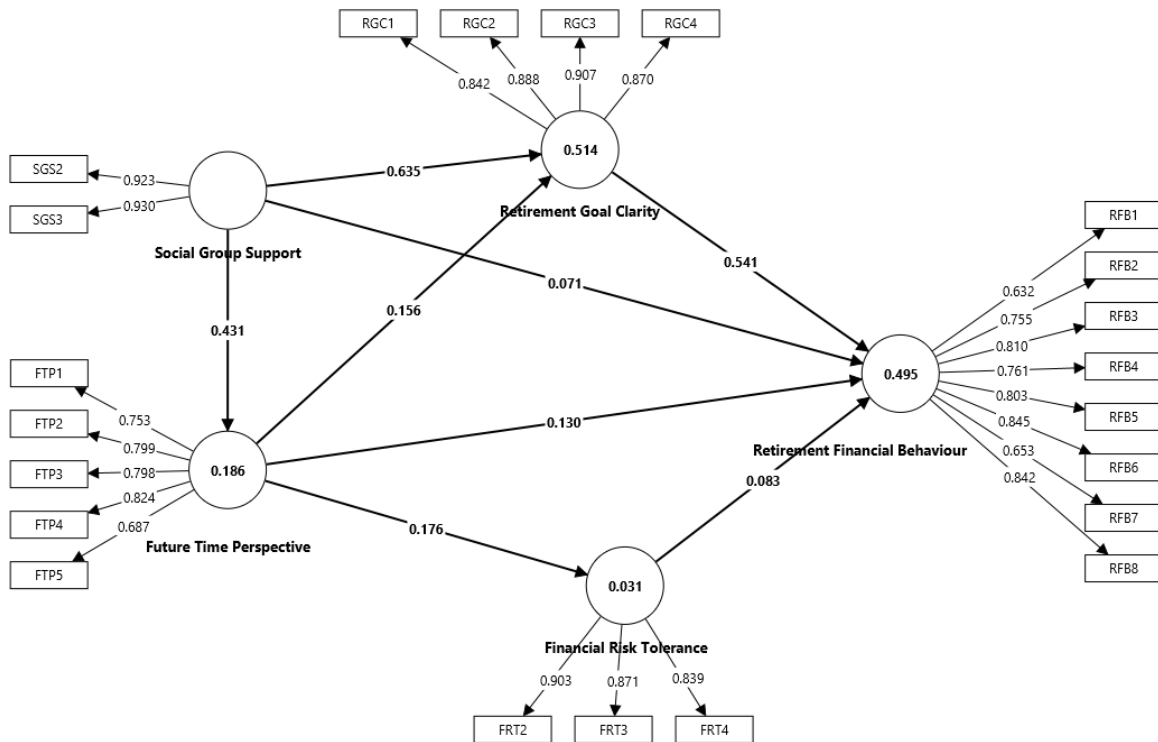 RGC1
RGC2
RGC3
RGC4
0.842
0.888
0.907
0.870
0.514
Retirement Goal Clarity
SGS2
SGS3
0.923
0.930
Social Group Support
0.635
0.071
0.431
0.156
0.541
FTP1
FTP2
FTP3
FTP4
FTP5
0.753
0.799
0.798
0.824
0.687
0.186
Future Time Perspective
0.130
0.176
0.083
0.495
Retirement Financial Behaviour
RFB1
RFB2
RFB3
RFB4
RFB5
RFB6
RFB7
RFB8
0.632
0.755
0.810
0.761
0.803
0.845
0.653
0.842
0.031
Financial Risk Tolerance
0.903
0.871
0.839
FRT2
FRT3
FRT4